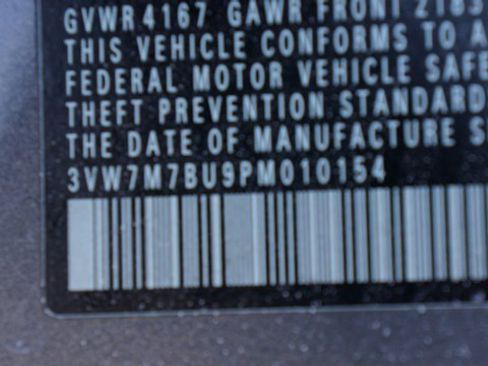 GVWR 4167 GAWR FRONT 2183
THIS VEHICLE CONFORMS TO A
FEDERAL MOTOR VEHICLE SAFE
THEFT PREVENTION STANDARD
THE DATE OF MANUFACTURE S
3VW7M7BU9PM010154